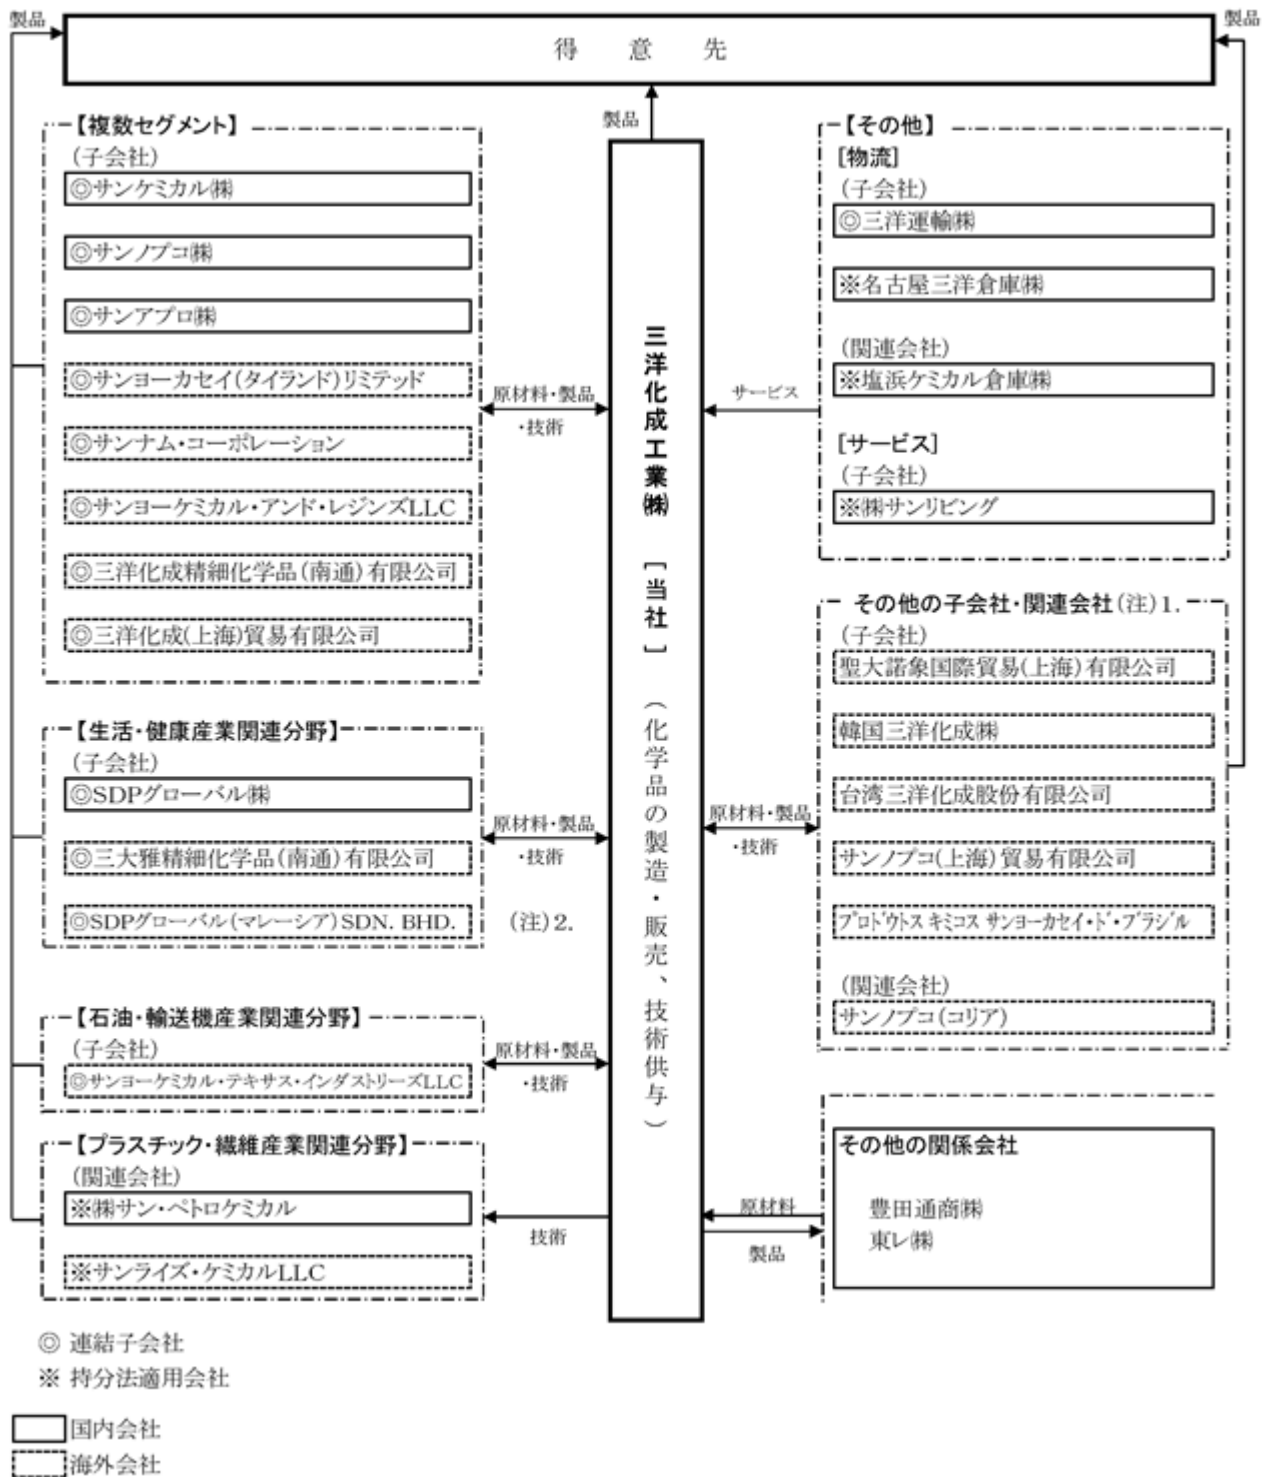 製品
製品
得意先
製品
【複数セグメント】
(子会社)
◎サンケミカル㈱
◎サンノプコ㈱
◎サンアプロ㈱
◎サンヨーカセイ(タイランド)リミテッド
◎サンナム・コーポレーション
◎サンヨーケミカル・アンド・レジンズLLC
◎三洋化成精細化学品(南通)有限公司
◎三洋化成(上海)貿易有限公司
原材料・製品
・技術
【生活・健康産業関連分野】
(子会社)
◎SDPグローバル㈱
◎三大雅精細化学品(南通)有限公司
◎SDPグローバル(マレーシア)SDN. BHD.
原材料・製品
・技術
(注)2.
【石油・輸送機産業関連分野】
(子会社)
◎サンヨーケミカル・テキサス・インダストリーズLLC
原材料・製品
・技術
【プラスチック・繊維産業関連分野】
(関連会社)
※㈱サン・ペトロケミカル
※サンライズ・ケミカルLLC
技術
三洋化成工業㈱ [当社] (化学品の製造・販売、技術供与)
【その他】
[物流]
(子会社)
◎三洋運輸㈱
※名古屋三洋倉庫㈱
(関連会社)
※塩浜ケミカル倉庫㈱
[サービス]
(子会社)
※㈱サンリビング
サービス
その他の子会社・関連会社(注)1.
(子会社)
聖大諾象国際貿易(上海)有限公司
韓国三洋化成㈱
台湾三洋化成股份有限公司
サンノプコ(上海)貿易有限公司
プロドウトス キミコス サンヨーカセイ・ド・ブラジル
(関連会社)
サンノプコ(コリア)
原材料・製品
・技術
その他の関係会社
豊田通商㈱
東レ㈱
原材料
製品
◎ 連結子会社
※ 持分法適用会社
国内会社
海外会社